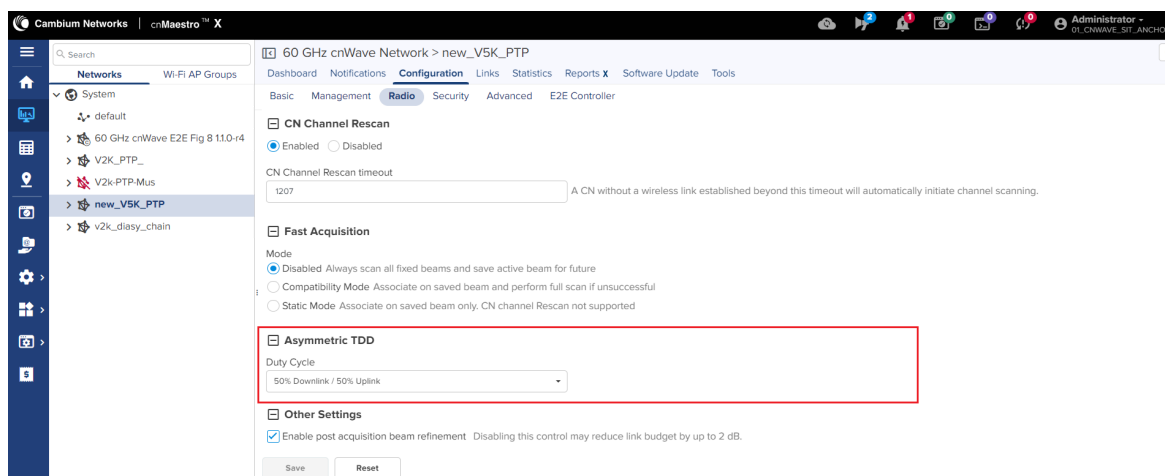 Cambium Networks | cnMaestro™ X
2 1 0 0 0 Administrator -
01_CNWAVE_SIT_ANCHO
Search
Networks Wi-Fi AP Groups
System
default
60 GHz cnWave E2E Fig 8 1.1.0-r4
V2K_PTP_
V2k-PTP-Mus
new_V5K_PTP
v2k_diasy_chain
60 GHz cnWave Network > new_V5K_PTP
Dashboard Notifications Configuration Links Statistics Reports X Software Update Tools
Basic Management Radio Security Advanced E2E Controller
CN Channel Rescan
Enabled Disabled
CN Channel Rescan timeout
1207 A CN without a wireless link established beyond this timeout will automatically initiate channel scanning.
Fast Acquisition
Mode
Disabled Always scan all fixed beams and save active beam for future
Compatibility Mode Associate on saved beam and perform full scan if unsuccessful
Static Mode Associate on saved beam only. CN channel Rescan not supported
Asymmetric TDD
Duty Cycle
50% Downlink / 50% Uplink
Other Settings
Enable post acquisition beam refinement Disabling this control may reduce link budget by up to 2 dB.
Save Reset